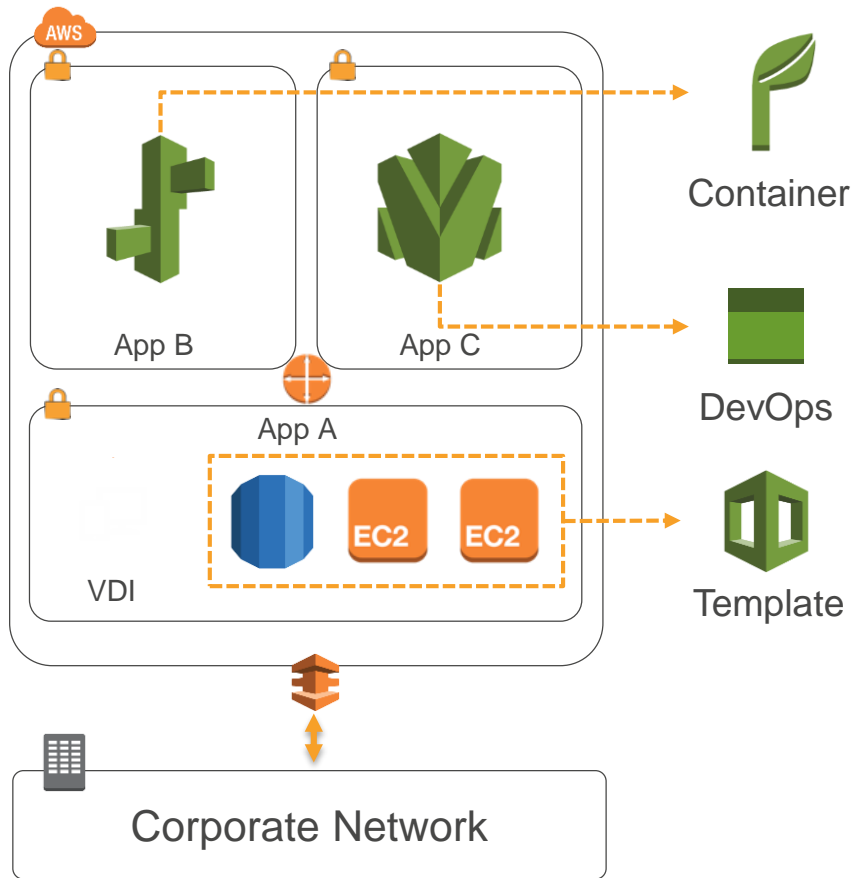 AWS
Container
App B
App C
DevOps
App A
EC2
EC2
VDI
Template
Corporate Network